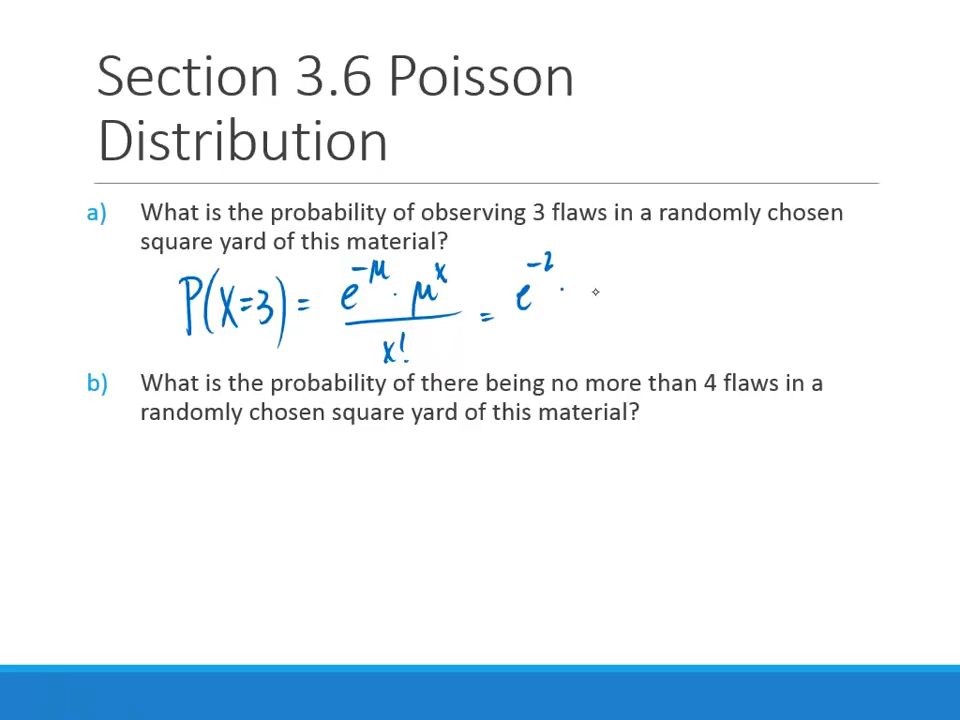 Section 3.6 Poisson
Distribution
a) What is the probability of observing 3 flaws in a randomly chosen
square yard of this material?
P(X=3) = e^-μ · μ^x / x! = e^-2 ·
b) What is the probability of there being no more than 4 flaws in a
randomly chosen square yard of this material?